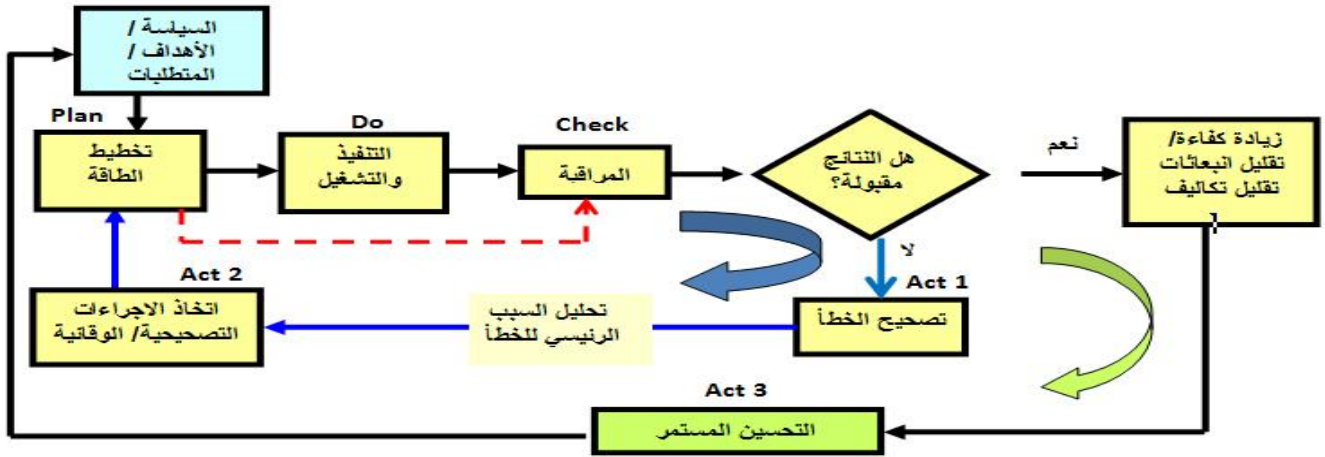 السياسة /
الأهداف /
المتطلبات
Plan
تخطيط
الطاقة
Do
التنفيذ
والتشغيل
Check
المراقبة
هل النتائج
مقبولة؟
نعم
زيادة كفاءة/
تقليل انبعاثات
تقليل تكاليف
لا
Act 1
تصحيح الخطأ
تحليل السبب
الرئيسي للخطأ
Act 2
اتخاذ الاجراءات
التصحيحية/ الوقائية
Act 3
التحسين المستمر